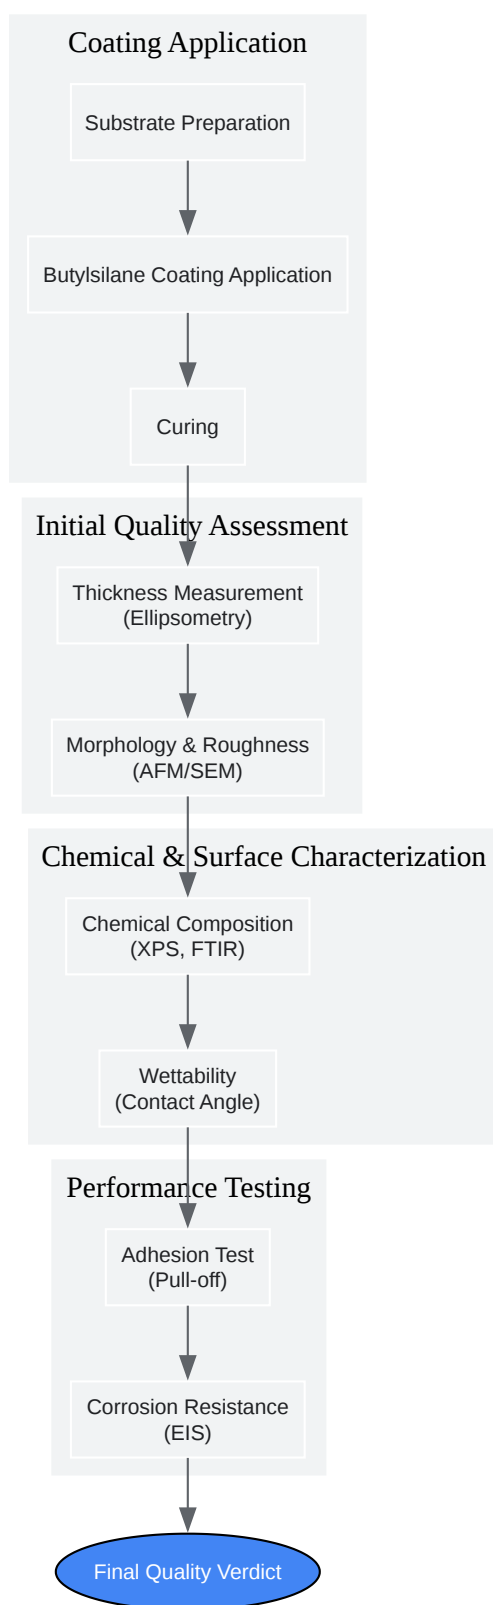 Coating Application
Substrate Preparation
Butylsilane Coating Application
Curing
Initial Quality Assessment
Thickness Measurement
(Ellipsometry)
Morphology & Roughness
(AFM/SEM)
Chemical & Surface Characterization
Chemical Composition
(XPS, FTIR)
Wettability
(Contact Angle)
Performance Testing
Adhesion Test
(Pull-off)
Corrosion Resistance
(EIS)
Final Quality Verdict